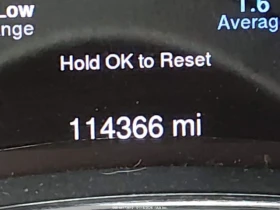 Low
1.6
nge
Averag
Hold OK to Reset
114366 mi